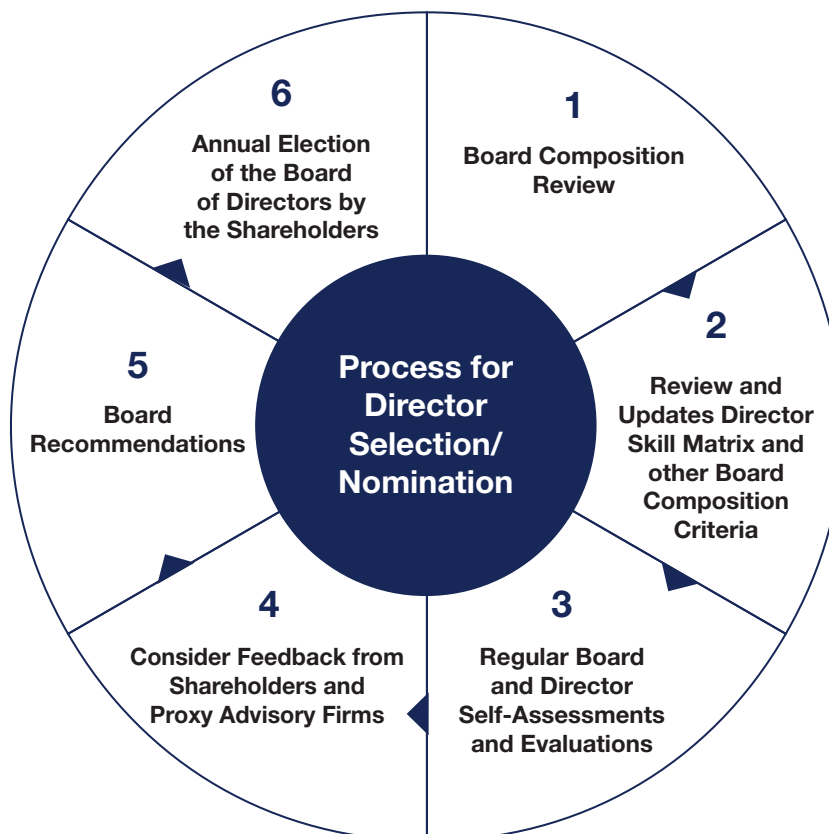 Process for
Director
Selection/
Nomination
1
Board Composition
Review
2
Review and
Updates Director
Skill Matrix and
other Board
Composition
Criteria
3
Regular Board
and Director
Self-Assessments
and Evaluations
4
Consider Feedback from
Shareholders and
Proxy Advisory Firms
5
Board
Recommendations
6
Annual Election
of the Board
of Directors by
the Shareholders